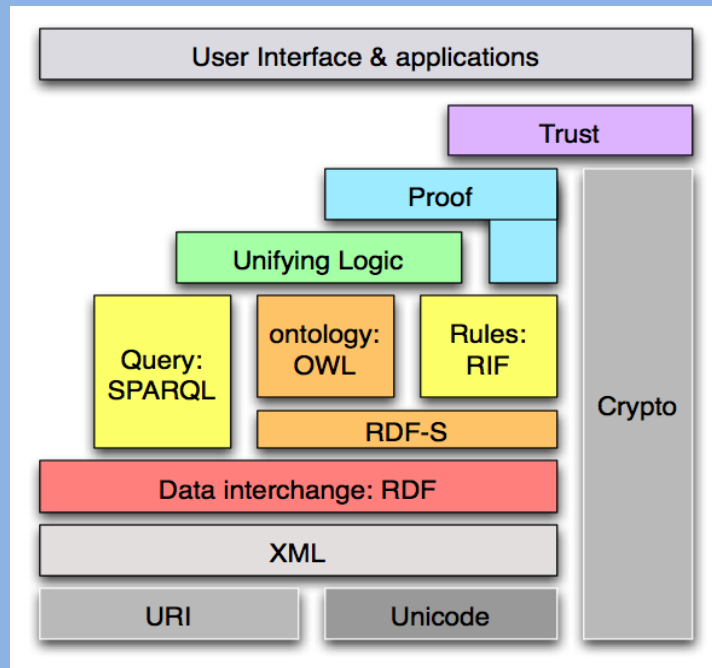 User Interface & applications
Trust
Proof
Unifying Logic
Query:
SPARQL
ontology:
OWL
Rules:
RIF
Crypto
RDF-S
Data interchange: RDF
XML
URI
Unicode